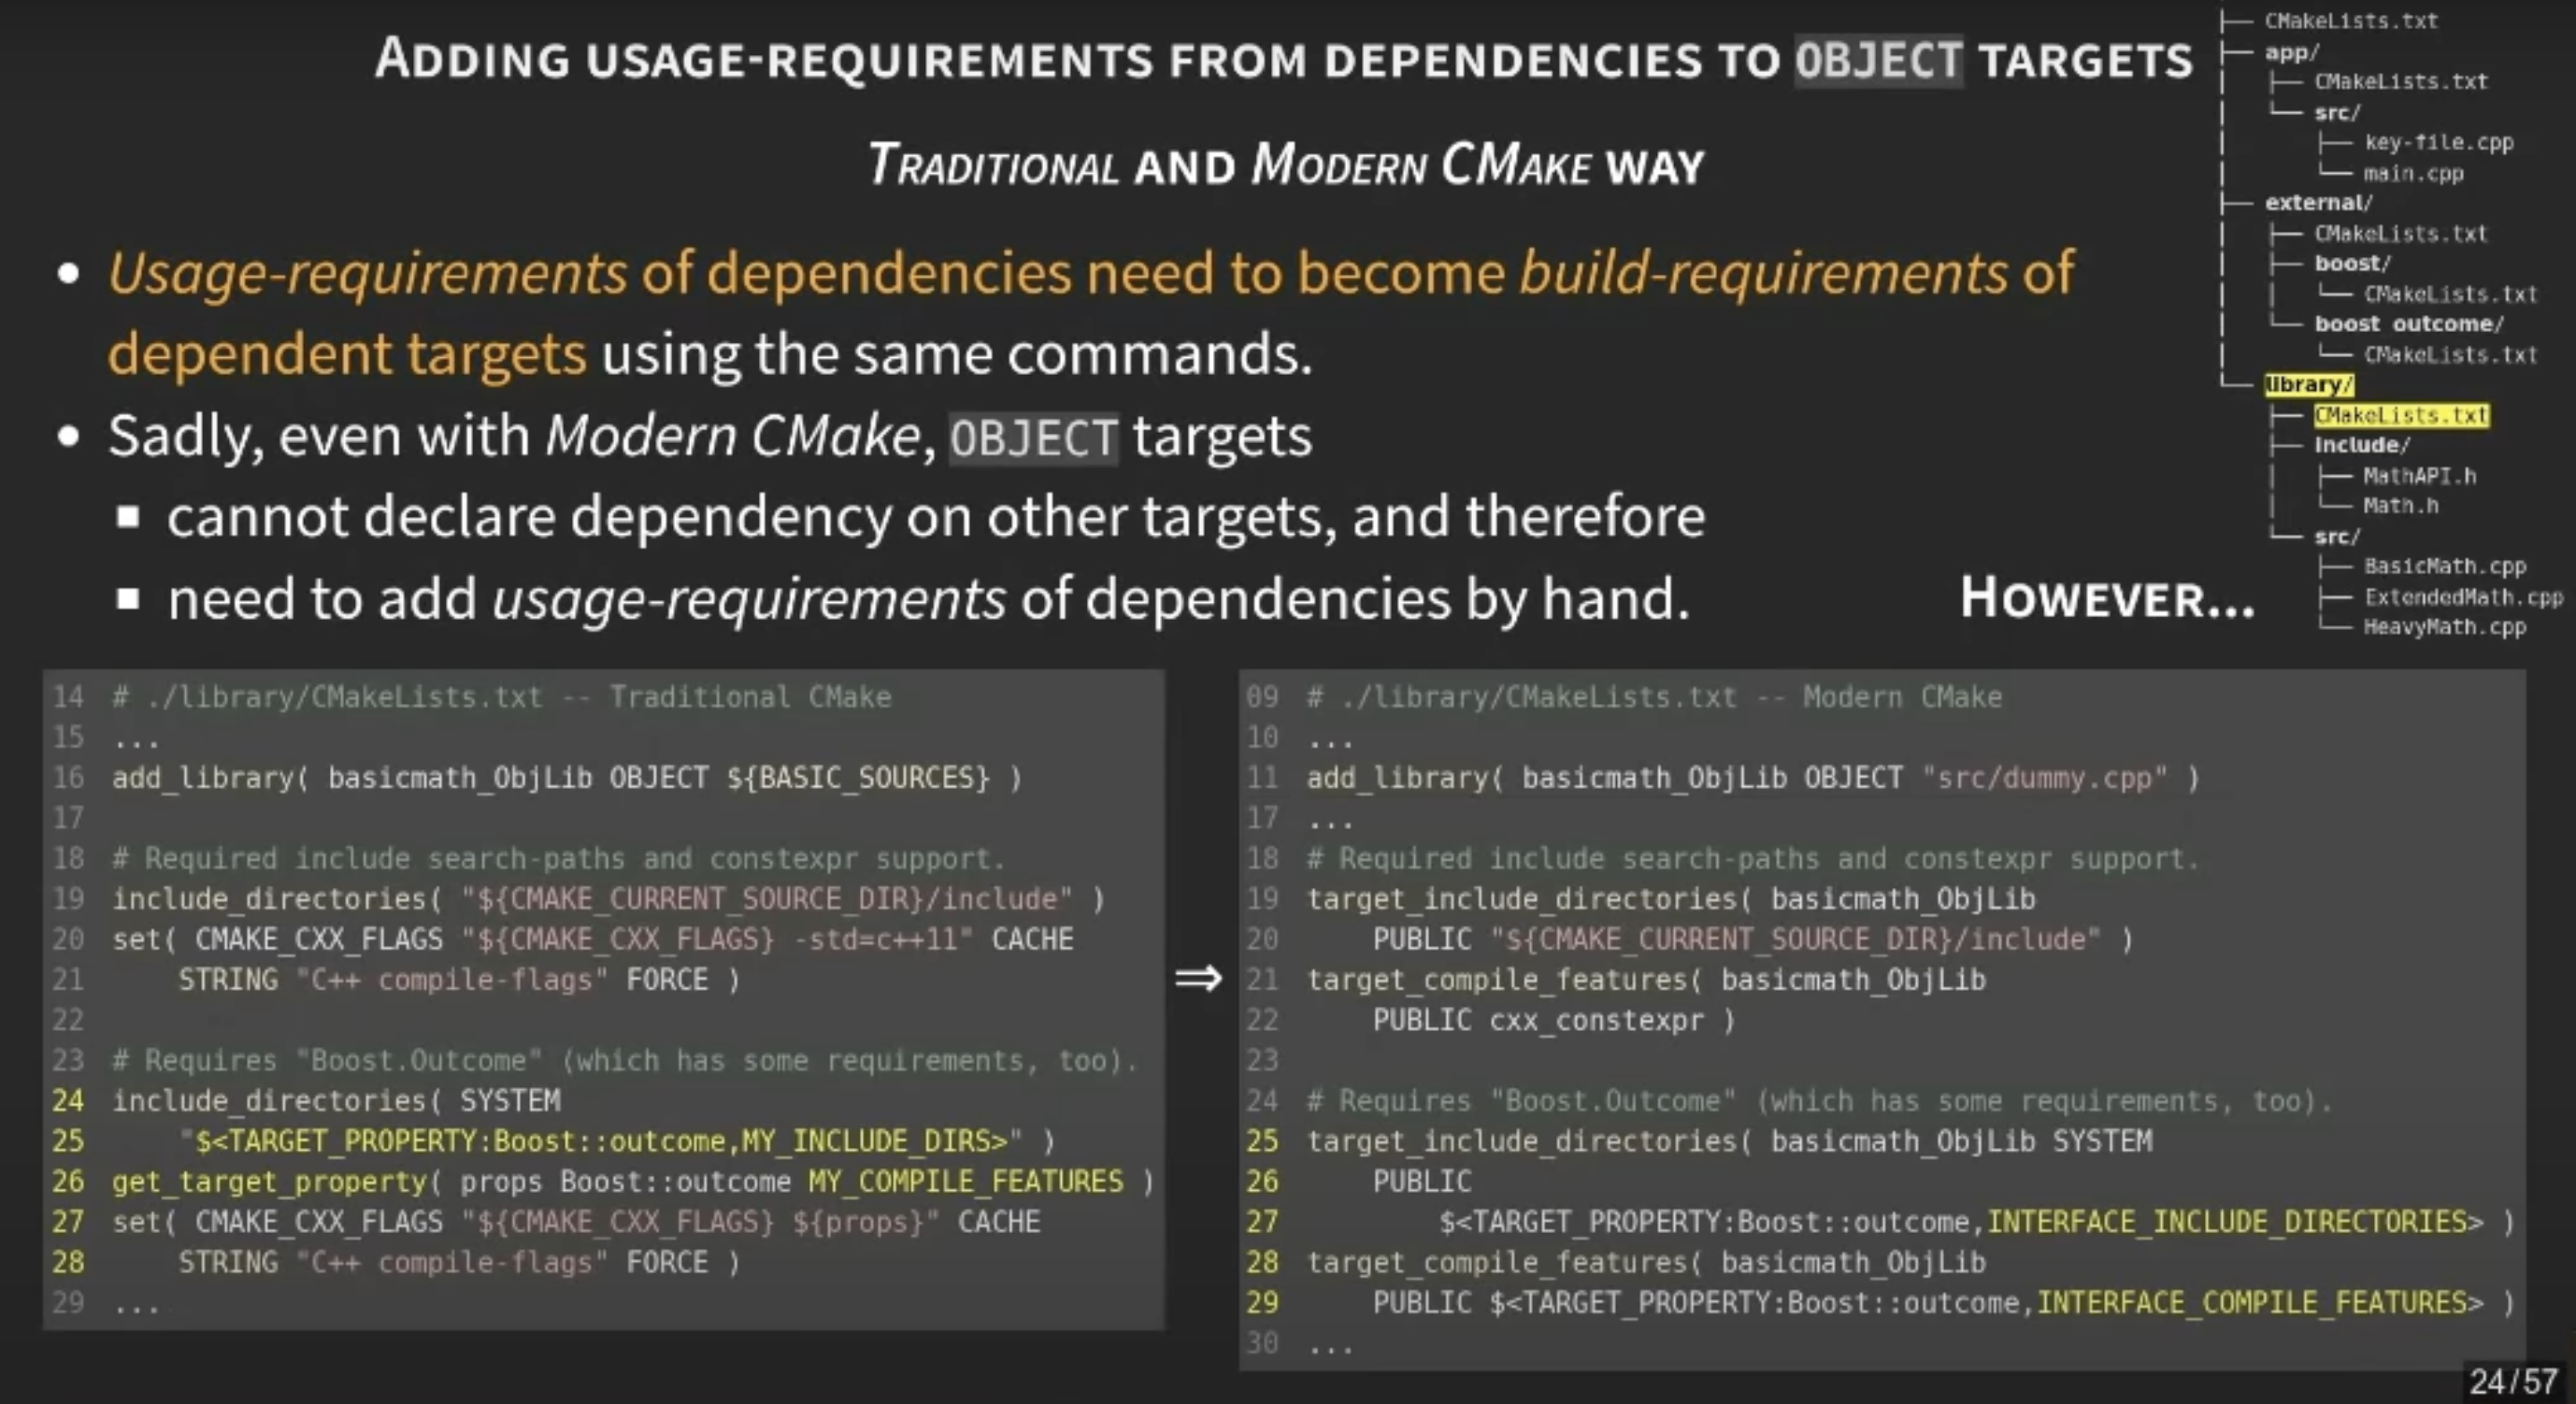 ADDING USAGE-REQUIREMENTS FROM DEPENDENCIES TO OBJECT TARGETS
TRADITIONAL AND MODERN CMAKE WAY
• Usage-requirements of dependencies need to become build-requirements of
dependent targets using the same commands.
• Sadly, even with Modern CMake, OBJECT targets
▪ cannot declare dependency on other targets, and therefore
▪ need to add usage-requirements of dependencies by hand.
HOWEVER...
├── CMakeLists.txt
├── app/
│   ├── CMakeLists.txt
│   └── src/
│       ├── key-file.cpp
│       └── main.cpp
├── external/
│   ├── CMakeLists.txt
│   ├── boost/
│   │   └── CMakeLists.txt
│   └── boost outcome/
│       └── CMakeLists.txt
└── library/
    ├── CMakeLists.txt
    ├── include/
    │   ├── MathAPI.h
    │   └── Math.h
    └── src/
        ├── BasicMath.cpp
        ├── ExtendedMath.cpp
        └── HeavyMath.cpp
14 # ./library/CMakeLists.txt -- Traditional CMake
15 ...
16 add_library( basicmath_ObjLib OBJECT ${BASIC_SOURCES} )
17
18 # Required include search-paths and constexpr support.
19 include_directories( "${CMAKE_CURRENT_SOURCE_DIR}/include" )
20 set( CMAKE_CXX_FLAGS "${CMAKE_CXX_FLAGS} -std=c++11" CACHE
21     STRING "C++ compile-flags" FORCE )
22
23 # Requires "Boost.Outcome" (which has some requirements, too).
24 include_directories( SYSTEM
25     "$<TARGET_PROPERTY:Boost::outcome,MY_INCLUDE_DIRS>" )
26 get_target_property( props Boost::outcome MY_COMPILE_FEATURES )
27 set( CMAKE_CXX_FLAGS "${CMAKE_CXX_FLAGS} ${props}" CACHE
28     STRING "C++ compile-flags" FORCE )
29 ...
⇒
09 # ./library/CMakeLists.txt -- Modern CMake
10 ...
11 add_library( basicmath_ObjLib OBJECT "src/dummy.cpp" )
17 ...
18 # Required include search-paths and constexpr support.
19 target_include_directories( basicmath_ObjLib
20     PUBLIC "${CMAKE_CURRENT_SOURCE_DIR}/include" )
21 target_compile_features( basicmath_ObjLib
22     PUBLIC cxx_constexpr )
23
24 # Requires "Boost.Outcome" (which has some requirements, too).
25 target_include_directories( basicmath_ObjLib SYSTEM
26     PUBLIC
27         $<TARGET_PROPERTY:Boost::outcome,INTERFACE_INCLUDE_DIRECTORIES> )
28 target_compile_features( basicmath_ObjLib
29     PUBLIC $<TARGET_PROPERTY:Boost::outcome,INTERFACE_COMPILE_FEATURES> )
30 ...
24/57